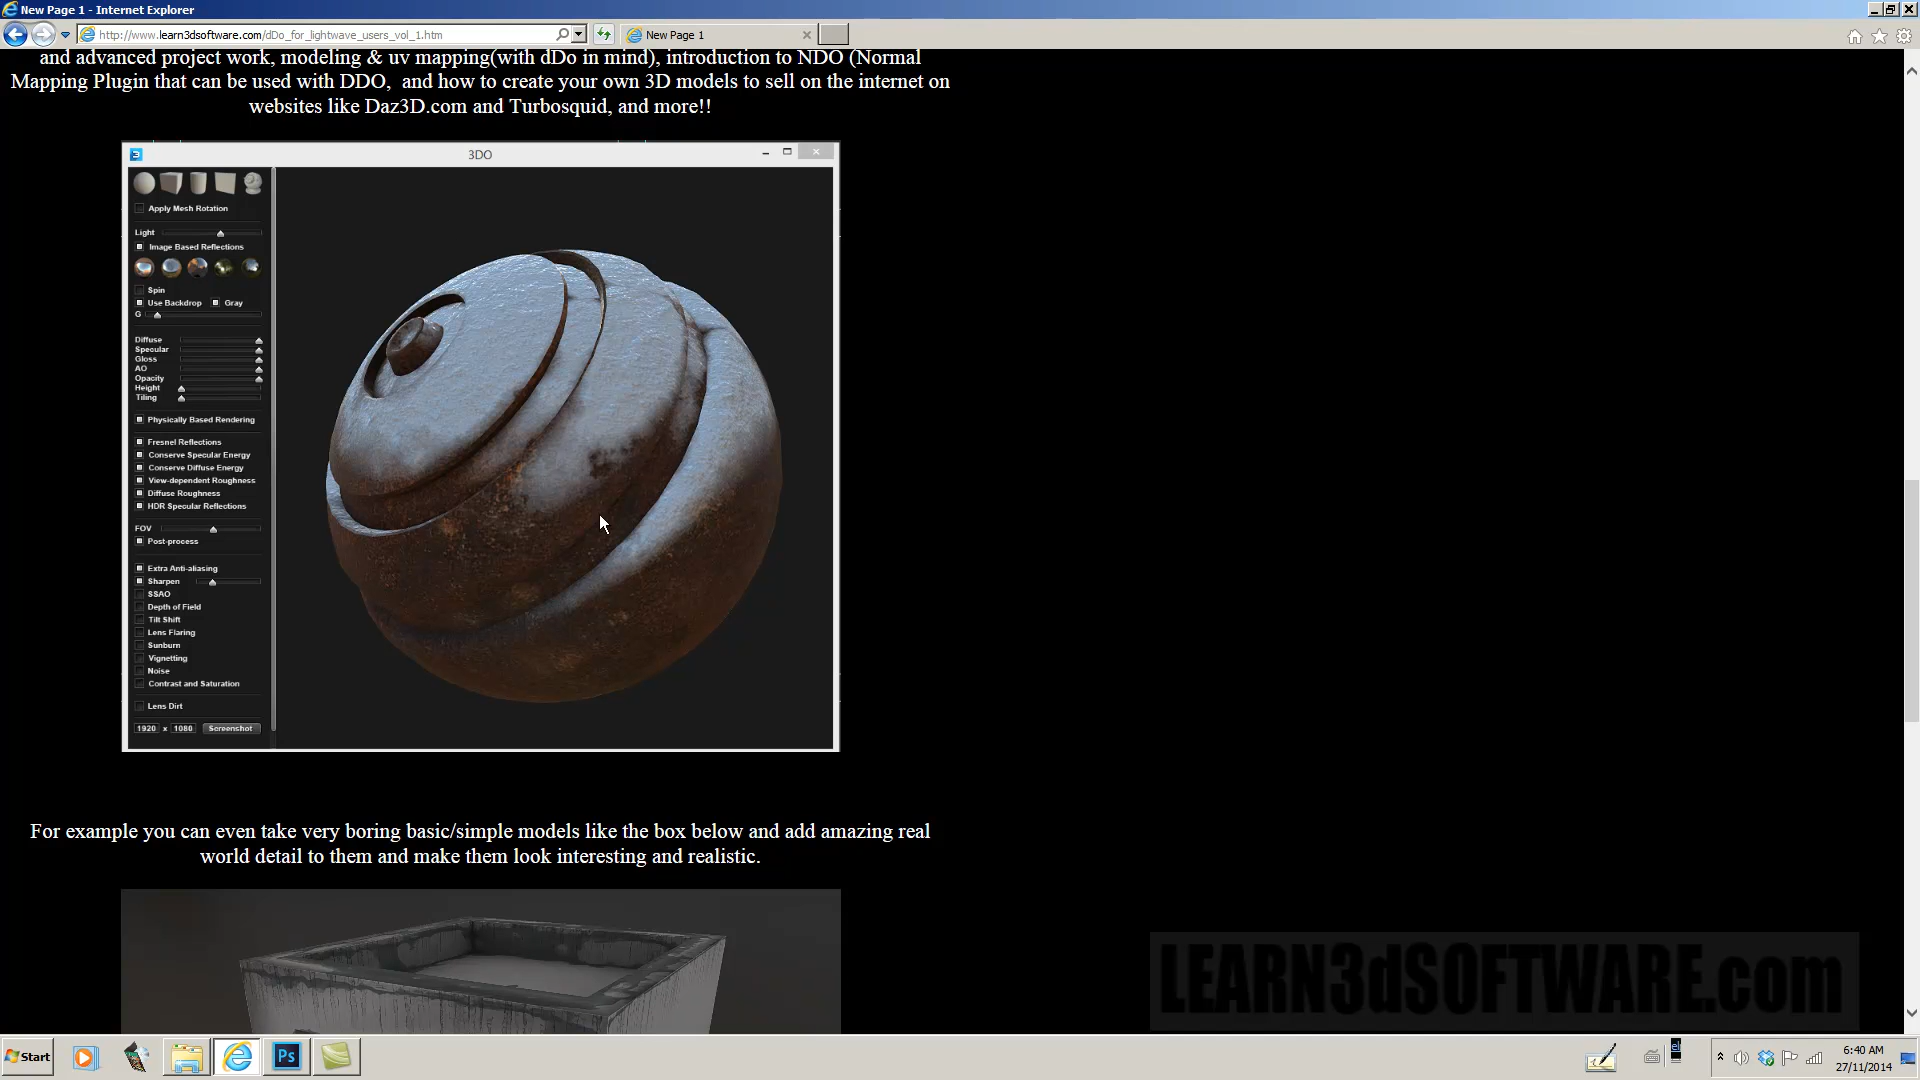 New Page 1 - Internet Explorer
http://www.learn3dsoftware.com/dDo_for_lightwave_users_vol_1.htm
New Page 1
and advanced project work, modeling & uv mapping(with dDo in mind), introduction to NDO (Normal
Mapping Plugin that can be used with DDO,  and how to create your own 3D models to sell on the internet on
websites like Daz3D.com and Turbosquid, and more!!
3DO
Apply Mesh Rotation
Light
Image Based Reflections
Spin
Use Backdrop Gray
G
Diffuse
Specular
Gloss
AO
Opacity
Height
Tiling
Physically Based Rendering
Fresnel Reflections
Conserve Specular Energy
Conserve Diffuse Energy
View-dependent Roughness
Diffuse Roughness
HDR Specular Reflections
FOV
Post-process
Extra Anti-aliasing
Sharpen
SSAO
Depth of Field
Tilt Shift
Lens Flaring
Sunburn
Vignetting
Noise
Contrast and Saturation
Lens Dirt
1920 x 1080 Screenshot
For example you can even take very boring basic/simple models like the box below and add amazing real
world detail to them and make them look interesting and realistic.
LEARN3dSOFTWARE.com
Start
Ps
6:40 AM
27/11/2014